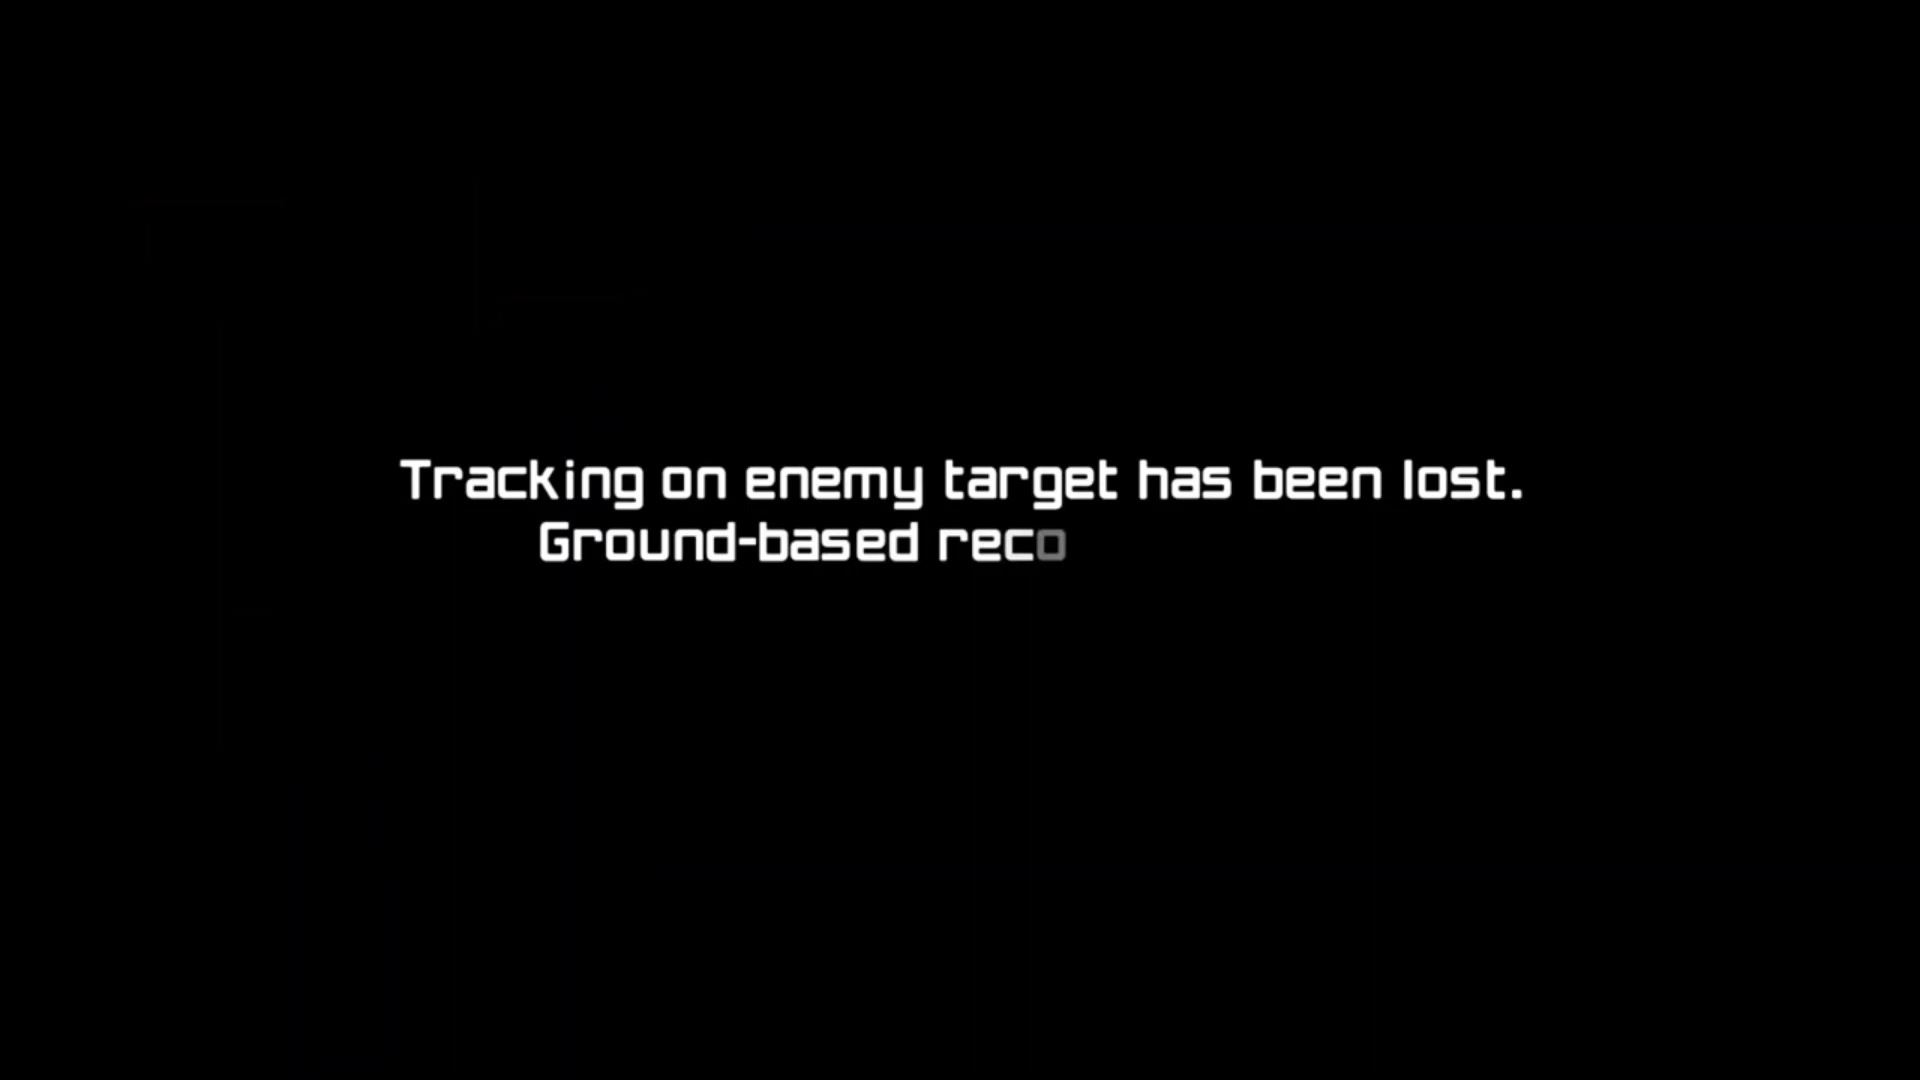 Tracking on enemy target has been lost.
Ground-based reco